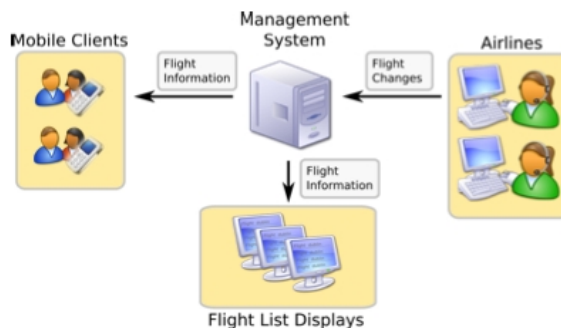 Management
System
Mobile Clients
Airlines
Flight
Information
Flight
Changes
Flight
Information
Flight List Displays